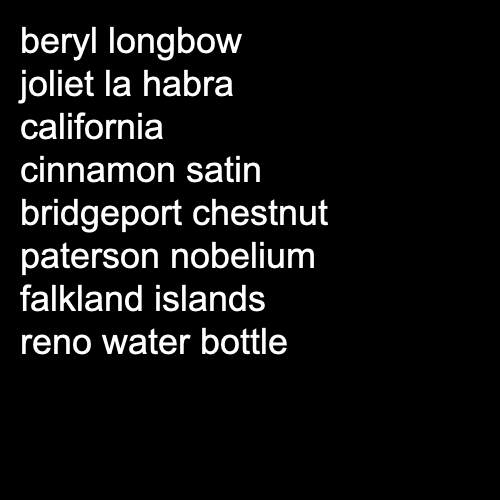 beryl longbow
joliet la habra
california
cinnamon satin
bridgeport chestnut
paterson nobelium
falkland islands
reno water bottle